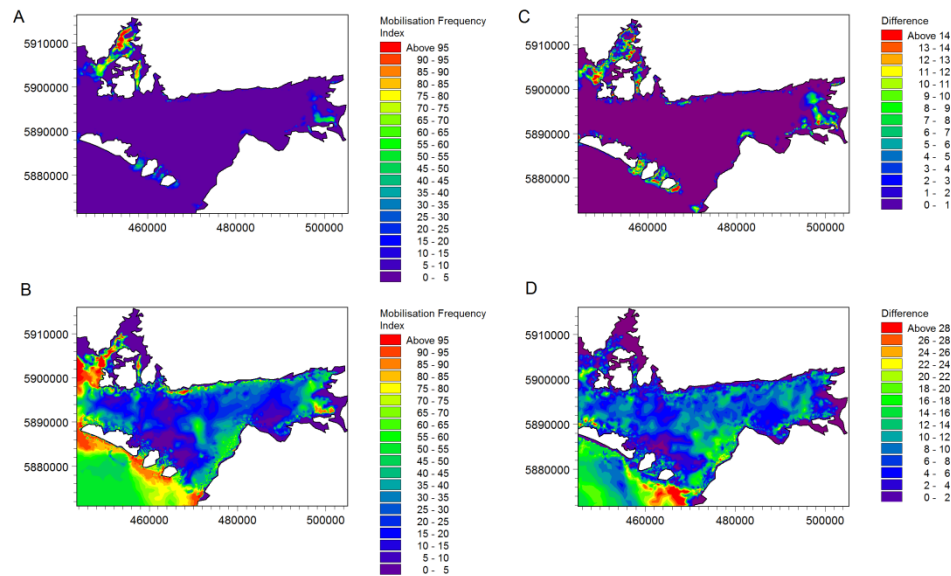 A
5910000
5900000
5890000
5880000
460000 480000 500000
Mobilisation Frequency
Index
Above 95
90 - 95
85 - 90
80 - 85
75 - 80
70 - 75
65 - 70
60 - 65
55 - 60
50 - 55
45 - 50
40 - 45
35 - 40
30 - 35
25 - 30
20 - 25
15 - 20
10 - 15
5 - 10
0 - 5
C
5910000
5900000
5890000
5880000
460000 480000 500000
Difference
Above 14
13 - 14
12 - 13
11 - 12
10 - 11
9 - 10
8 - 9
7 - 8
6 - 7
5 - 6
4 - 5
3 - 4
2 - 3
1 - 2
0 - 1
B
5910000
5900000
5890000
5880000
460000 480000 500000
Mobilisation Frequency
Index
Above 95
90 - 95
85 - 90
80 - 85
75 - 80
70 - 75
65 - 70
60 - 65
55 - 60
50 - 55
45 - 50
40 - 45
35 - 40
30 - 35
25 - 30
20 - 25
15 - 20
10 - 15
5 - 10
0 - 5
D
5910000
5900000
5890000
5880000
460000 480000 500000
Difference
Above 28
26 - 28
24 - 26
22 - 24
20 - 22
18 - 20
16 - 18
14 - 16
12 - 14
10 - 12
8 - 10
6 - 8
4 - 6
2 - 4
0 - 2